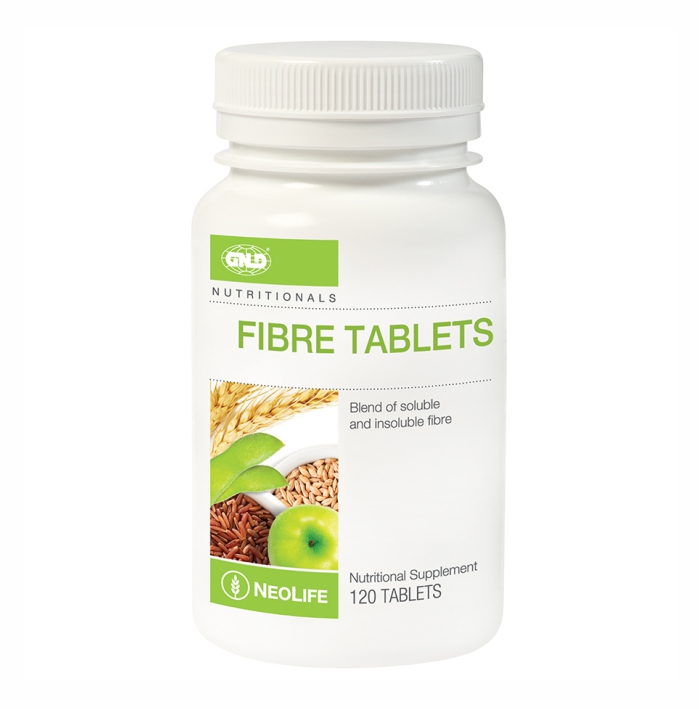 GNLD
NUTRITIONALS
FIBRE TABLETS
Blend of soluble
and insoluble fibre
NEOLIFE
Nutritional Supplement
120 TABLETS